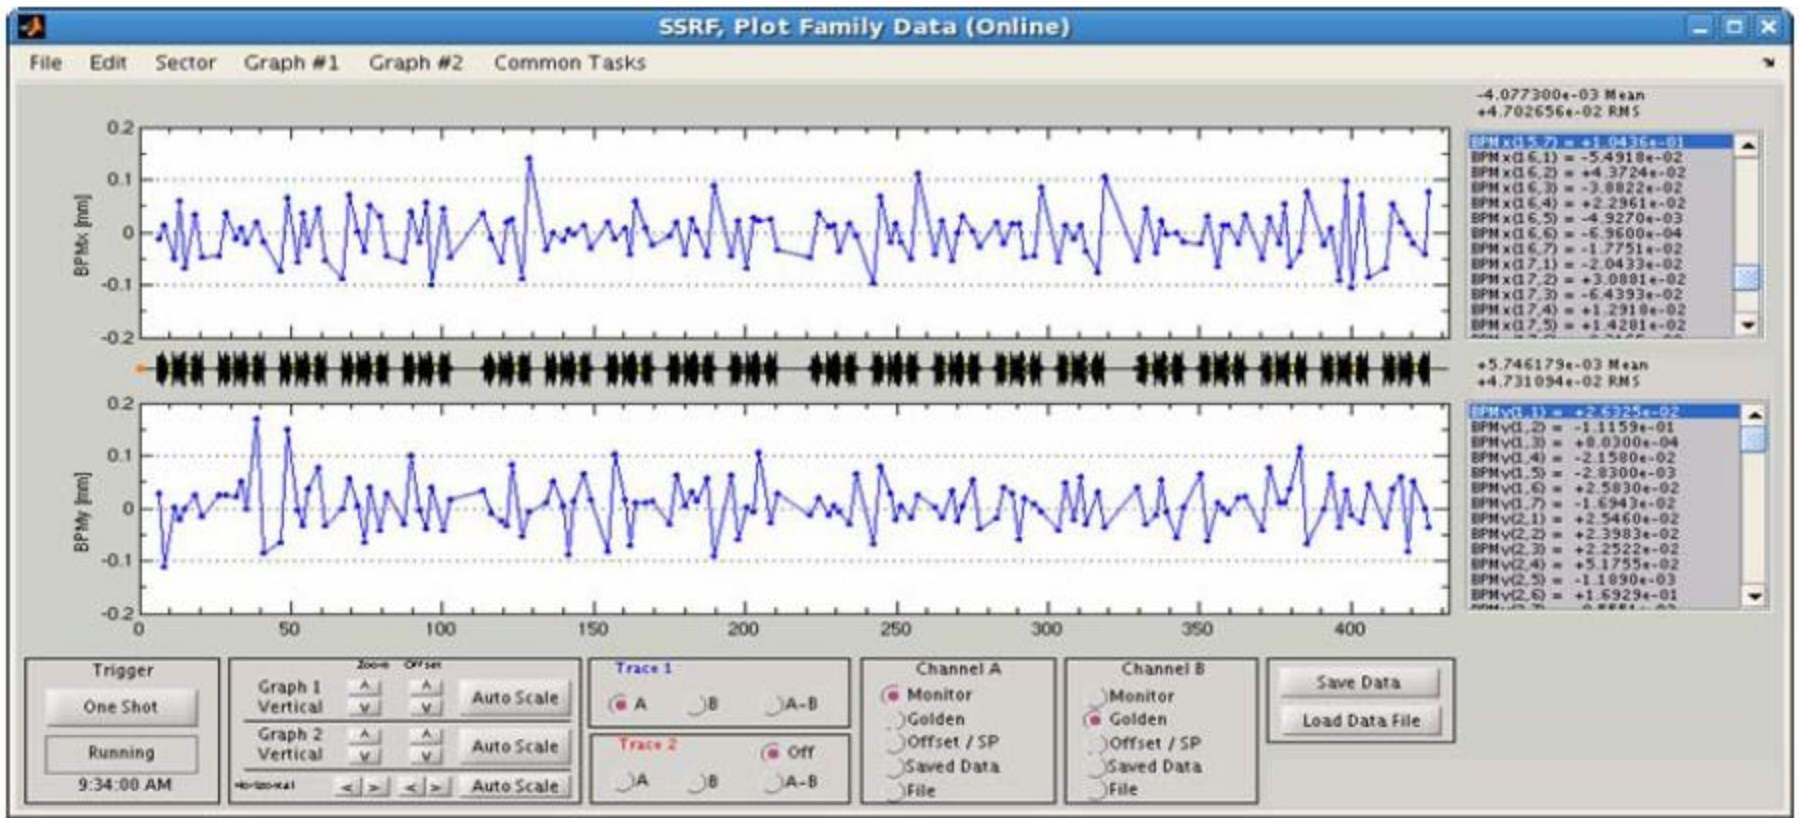 SSRF, Plot Family Data (Online)
File Edit Sector Graph #1 Graph #2 Common Tasks
-4.077300e-03 Mean
+4.702656e-02 RMS
0.2
0.1
0
-0.1
-0.2
BPMx [mm]
BPMx(15,7) = +1.0436e-01
BPMx(16,1) = -5.4918e-02
BPMx(16,2) = +4.3724e-02
BPMx(16,3) = -3.8822e-02
BPMx(16,4) = +2.2961e-02
BPMx(16,5) = -4.9270e-03
BPMx(16,6) = -6.9600e-04
BPMx(16,7) = -1.7751e-02
BPMx(17,1) = -2.0433e-02
BPMx(17,2) = +3.0881e-02
BPMx(17,3) = -6.4393e-02
BPMx(17,4) = +1.2918e-02
BPMx(17,5) = +1.4281e-02
+5.746179e-03 Mean
+4.731094e-02 RMS
0.2
0.1
0
-0.1
-0.2
BPMy [mm]
0 50 100 150 200 250 300 350 400
BPMy(1,1) = +2.6325e-02
BPMy(1,2) = -1.1159e-01
BPMy(1,3) = +8.0300e-04
BPMy(1,4) = -2.1580e-02
BPMy(1,5) = -2.8300e-03
BPMy(1,6) = +2.5830e-02
BPMy(1,7) = -1.6943e-02
BPMy(2,1) = +2.5460e-02
BPMy(2,2) = +2.3983e-02
BPMy(2,3) = +2.2522e-02
BPMy(2,4) = +5.1755e-02
BPMy(2,5) = -1.1890e-03
BPMy(2,6) = +1.6929e-01
Trigger
One Shot
Running
9:34:00 AM
Zoom Offset
Graph 1
Vertical
^ ^
v v
Auto Scale
Graph 2
Vertical
^ ^
v v
Auto Scale
Horizontal < > < > Auto Scale
Trace 1
A B A-B
Trace 2
Off
A B A-B
Channel A
Monitor
Golden
Offset / SP
Saved Data
File
Channel B
Monitor
Golden
Offset / SP
Saved Data
File
Save Data
Load Data File